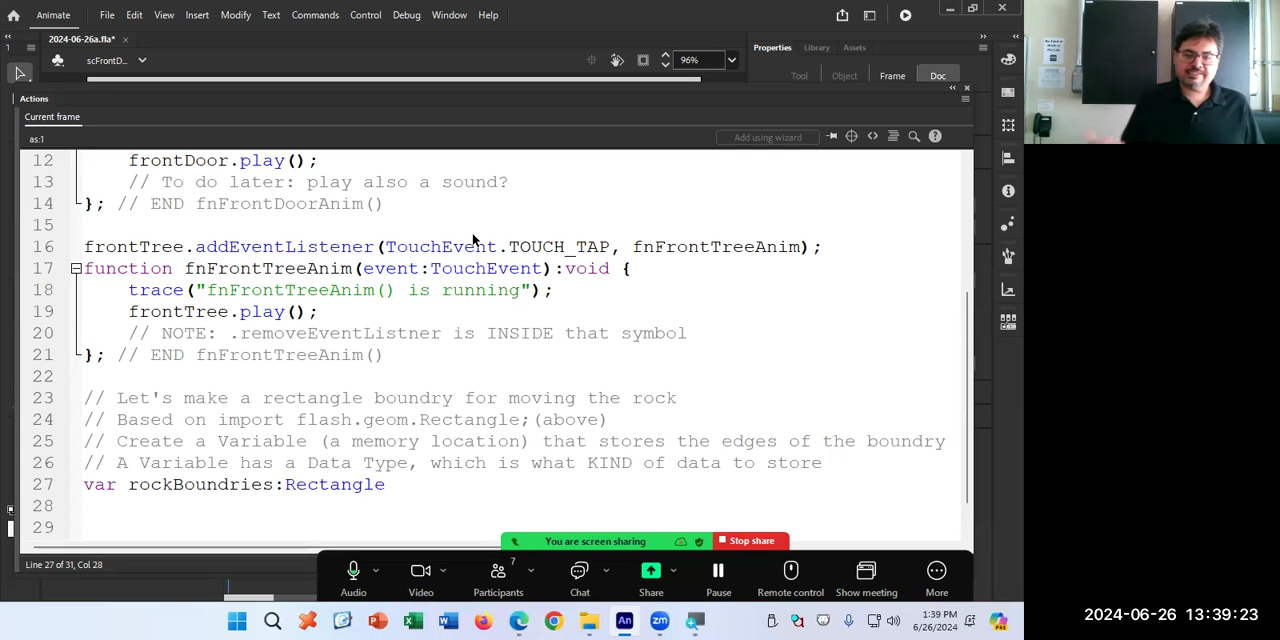 Animate File Edit View Insert Modify Text Commands Control Debug Window Help
2024-06-26a.fla* ×
1
scFrontD... 96%
Properties Library Assets
Tool Object Frame Doc
Actions
Current frame
as:1 Add using wizard
12 frontDoor.play();
13 // To do later: play also a sound?
14 }; // END fnFrontDoorAnim()
15
16 frontTree.addEventListener(TouchEvent.TOUCH_TAP, fnFrontTreeAnim);
17 function fnFrontTreeAnim(event:TouchEvent):void {
18 trace("fnFrontTreeAnim() is running");
19 frontTree.play();
20 // NOTE: .removeEventListner is INSIDE that symbol
21 }; // END fnFrontTreeAnim()
22
23 // Let's make a rectangle boundry for moving the rock
24 // Based on import flash.geom.Rectangle;(above)
25 // Create a Variable (a memory location) that stores the edges of the boundry
26 // A Variable has a Data Type, which is what KIND of data to store
27 var rockBoundries:Rectangle
28
29
You are screen sharing Stop share
Line 27 of 31, Col 28
7
Audio Video Participants Chat Share Pause Remote control Show meeting More
1:39 PM
6/26/2024
2024-06-26 13:39:23